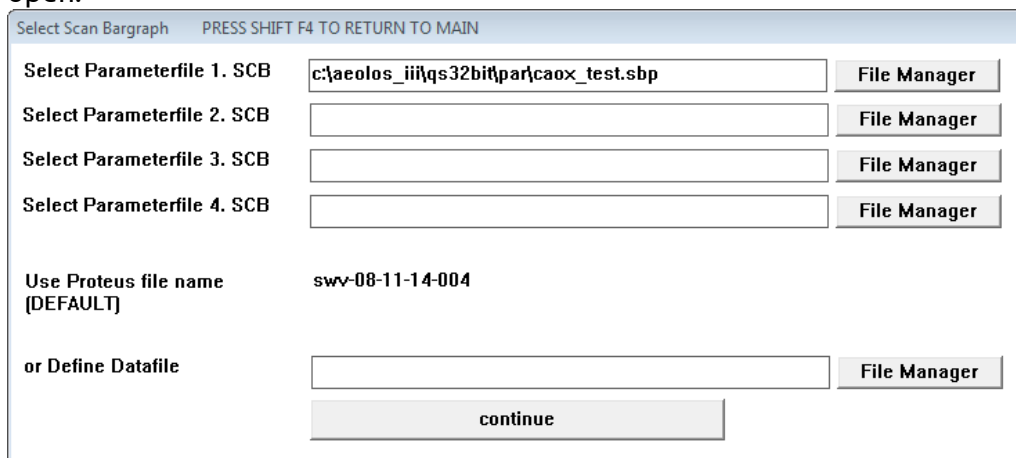 open.
Select Scan Bargraph PRESS SHIFT F4 TO RETURN TO MAIN
Select Parameterfile 1. SCB c:\aeolos_iii\qs32bit\par\caox_test.sbp File Manager
Select Parameterfile 2. SCB File Manager
Select Parameterfile 3. SCB File Manager
Select Parameterfile 4. SCB File Manager
Use Proteus file name swv-08-11-14-004
(DEFAULT)
or Define Datafile File Manager
continue